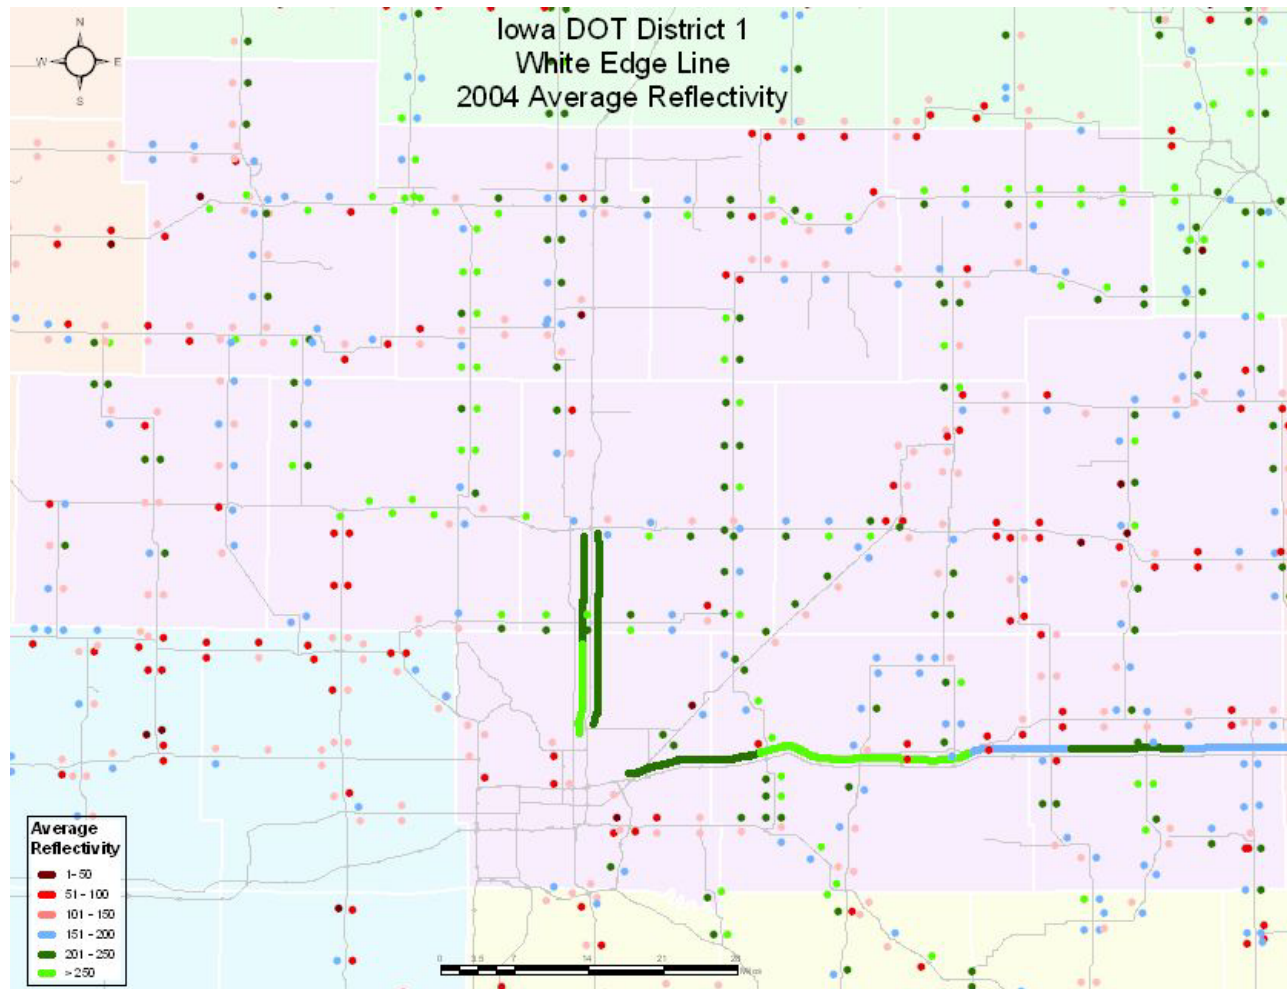 Iowa DOT District 1
White Edge Line
2004 Average Reflectivity
N
W
E
S
Average
Reflectivity
1-50
51 - 100
101 - 150
151 - 200
201 - 250
> 250
0 3.5 7 14 21 28
Miles